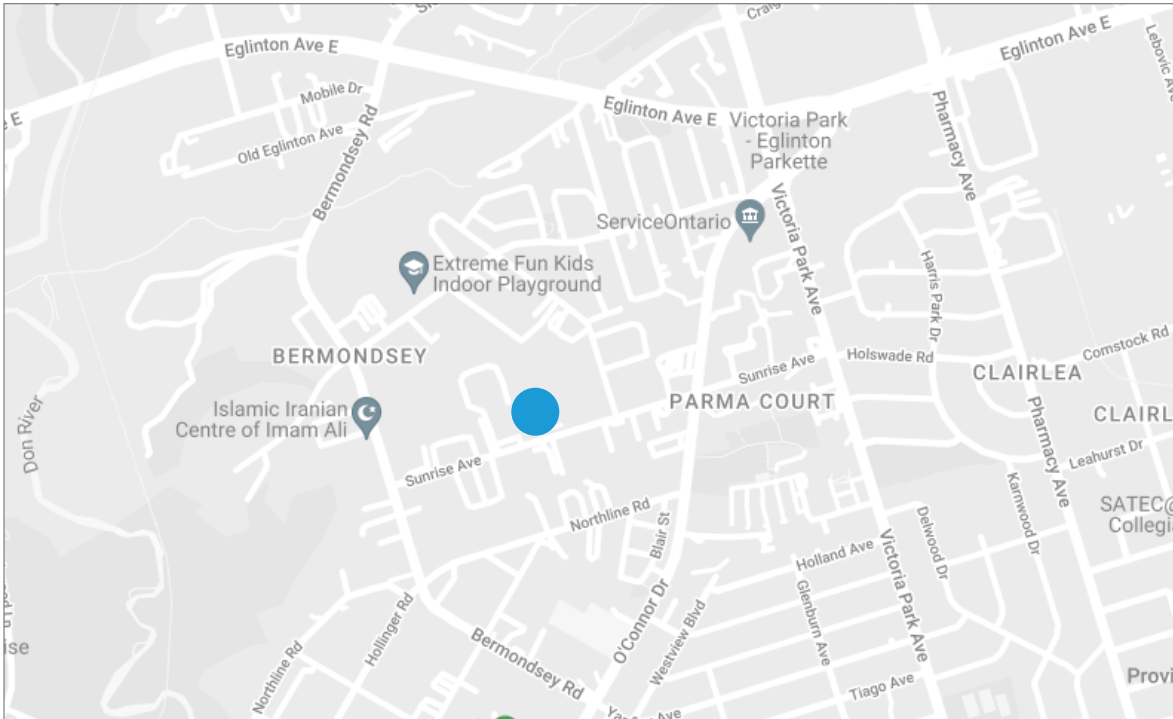 Eglinton Ave E
Mobile Dr
Old Eglinton Ave
Bermondsey Rd
Eglinton Ave E
Eglinton Ave E
Victoria Park
- Eglinton
Parkette
Pharmacy Ave
Lebovic Av
ServiceOntario
Victoria Park Ave
Extreme Fun Kids
Indoor Playground
Harris Park Dr
BERMONDSEY
Sunrise Ave
Holswade Rd
Comstock Rd
CLAIRLEA
PARMA COURT
Islamic Iranian
Centre of Imam Ali
Don River
CLAIRL
Pharmacy Ave
Leahurst Dr
Sunrise Ave
Karnwood Dr
SATEC@
Collegi
Northline Rd
Blair St
Delwood Dr
Holland Ave
Victoria Park Ave
Glenburn Ave
O'Connor Dr
Westview Blvd
Hollinger Rd
Bermondsey Rd
Northline Rd
ise
Tiago Ave
Provi